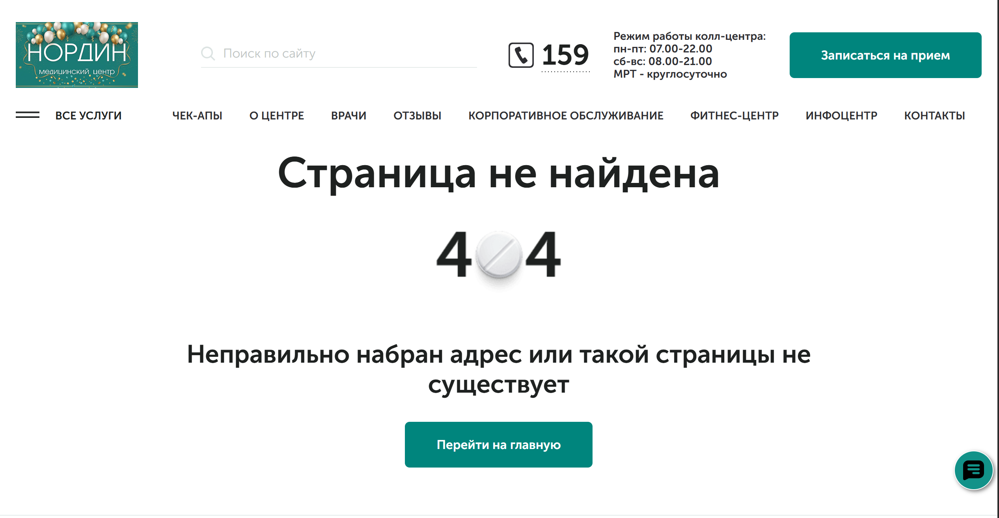 НОРДИН
медицинский центр
Поиск по сайту
159
Режим работы колл-центра:
пн-пт: 07.00-22.00
сб-вс: 08.00-21.00
МРТ - круглосуточно
Записаться на прием
ВСЕ УСЛУГИ
ЧЕК-АПЫ
О ЦЕНТРЕ
ВРАЧИ
ОТЗЫВЫ
КОРПОРАТИВНОЕ ОБСЛУЖИВАНИЕ
ФИТНЕС-ЦЕНТР
ИНФОЦЕНТР
КОНТАКТЫ
Страница не найдена
404
Неправильно набран адрес или такой страницы не
существует
Перейти на главную